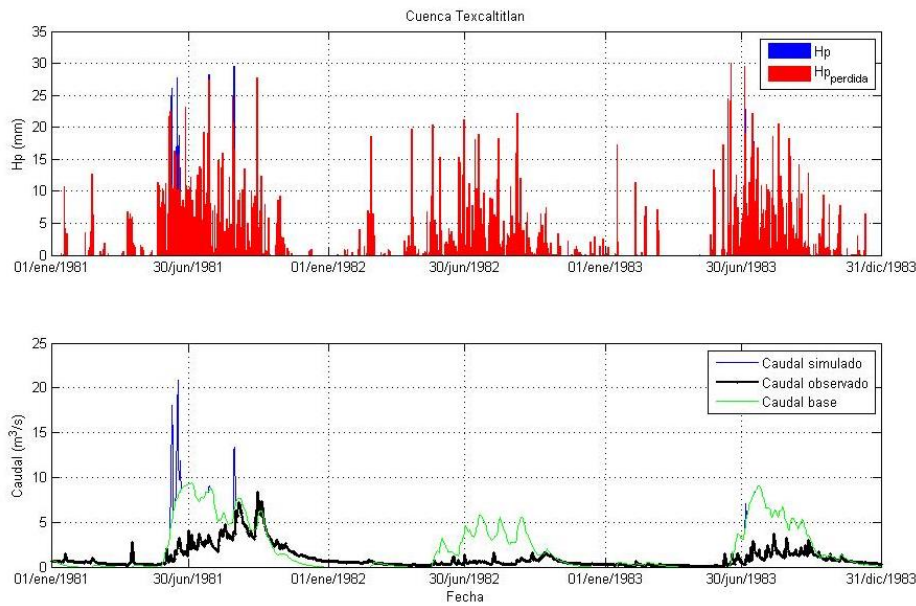 Cuenca Texcaltitlan
35
30
25
20
15
10
5
0
Hp (mm)
Hp
Hp_perdida
01/ene/1981 30/jun/1981 01/ene/1982 30/jun/1982 01/ene/1983 30/jun/1983 31/dic/1983
25
20
15
10
5
0
Caudal (m³/s)
Caudal simulado
Caudal observado
Caudal base
01/ene/1981 30/jun/1981 01/ene/1982 30/jun/1982 01/ene/1983 30/jun/1983 31/dic/1983
Fecha